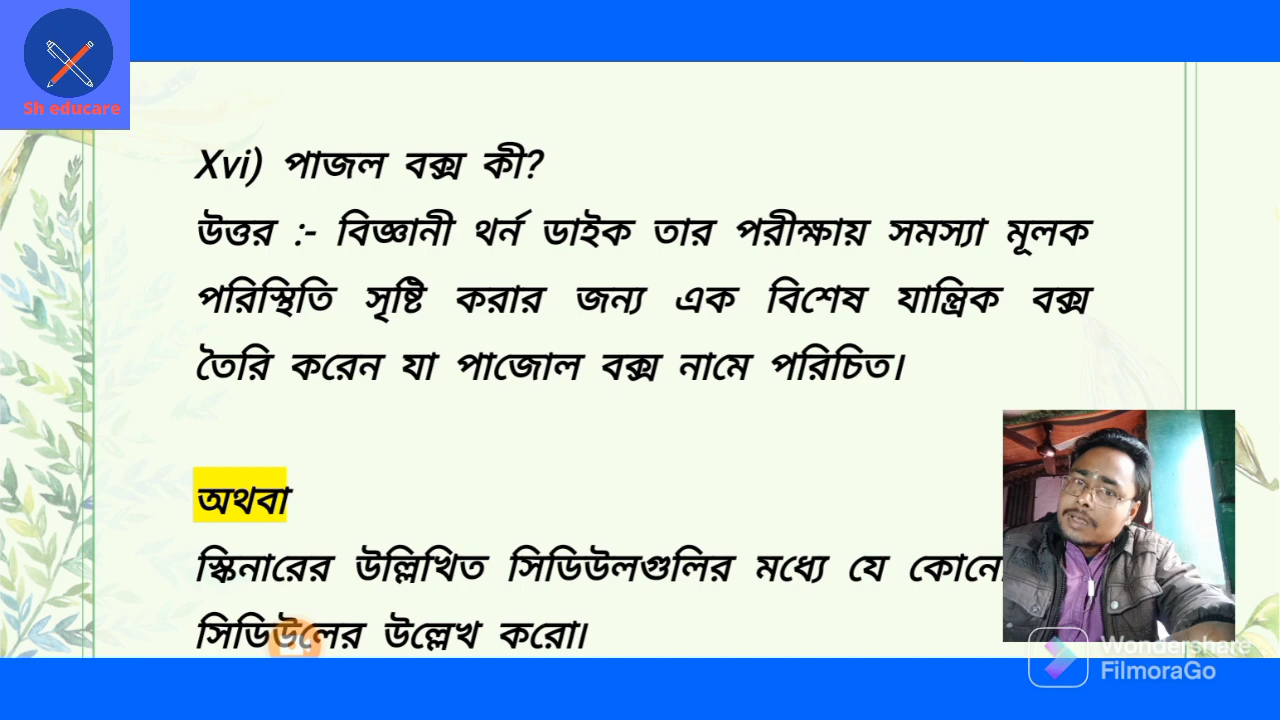 Sh educare
Xvi) পাজল বক্স কী?
উত্তর :- বিজ্ঞানী থর্ন ডাইক তার পরীক্ষায় সমস্যা মূলক
পরিস্থিতি সৃষ্টি করার জন্য এক বিশেষ যান্ত্রিক বক্স
তৈরি করেন যা পাজোল বক্স নামে পরিচিত।
অথবা
স্কিনারের উল্লিখিত সিডিউলগুলির মধ্যে যে কোনো
সিডিউলের উল্লেখ করো।
Wondershare
FilmoraGo